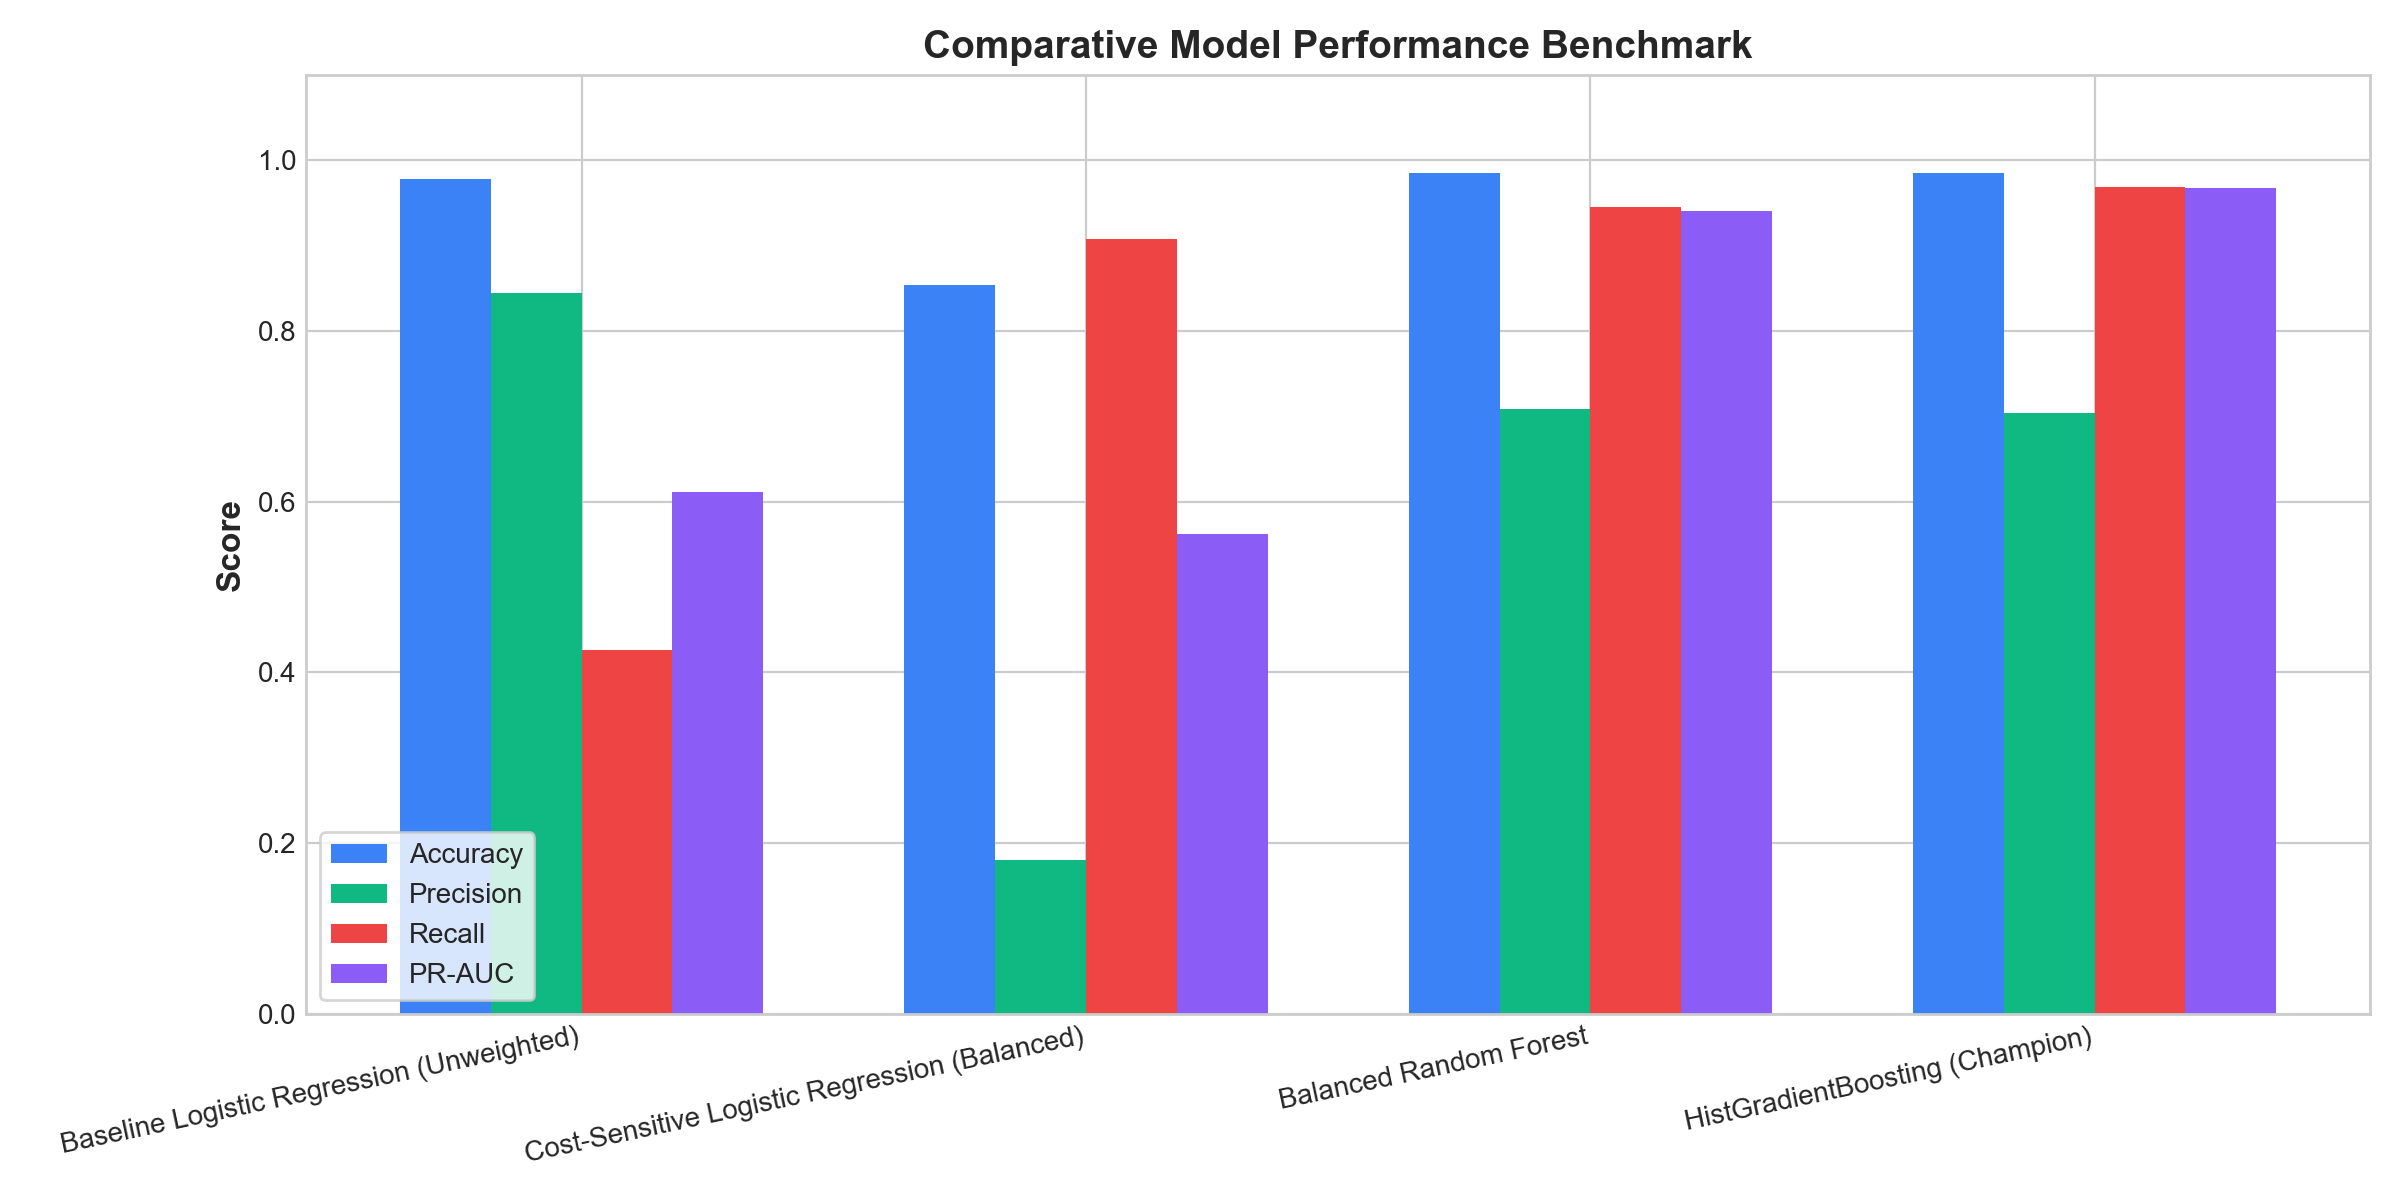 Comparative Model Performance Benchmark
Score
1.0
0.8
0.6
0.4
0.2
0.0
Accuracy
Precision
Recall
PR-AUC
Baseline Logistic Regression (Unweighted)
Cost-Sensitive Logistic Regression (Balanced)
Balanced Random Forest
HistGradientBoosting (Champion)